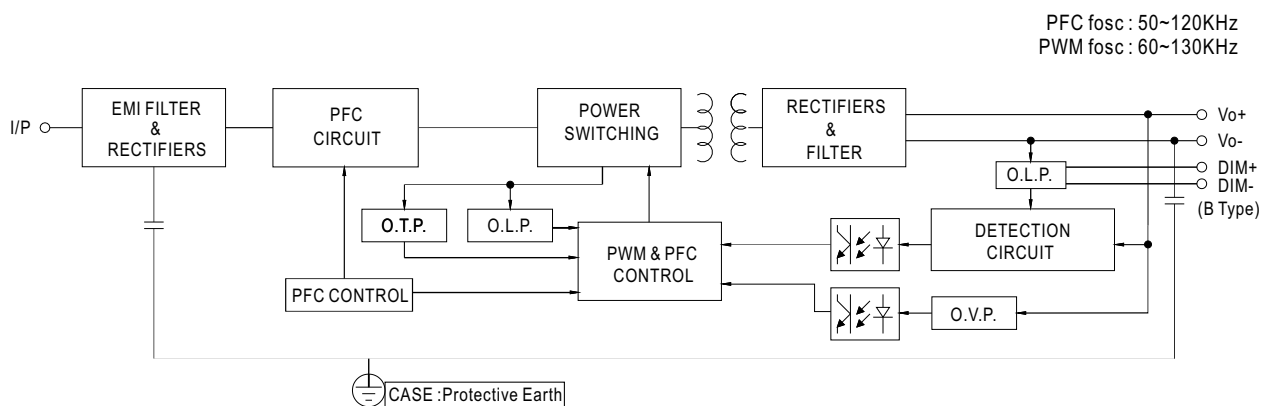 PFC fosc : 50~120KHz
PWM fosc : 60~130KHz
I/P
EMI FILTER
&
RECTIFIERS
PFC
CIRCUIT
POWER
SWITCHING
RECTIFIERS
&
FILTER
Vo+
Vo-
DIM+
DIM-
(B Type)
O.L.P.
O.T.P.
O.L.P.
PWM & PFC
CONTROL
DETECTION
CIRCUIT
PFC CONTROL
O.V.P.
CASE :Protective Earth